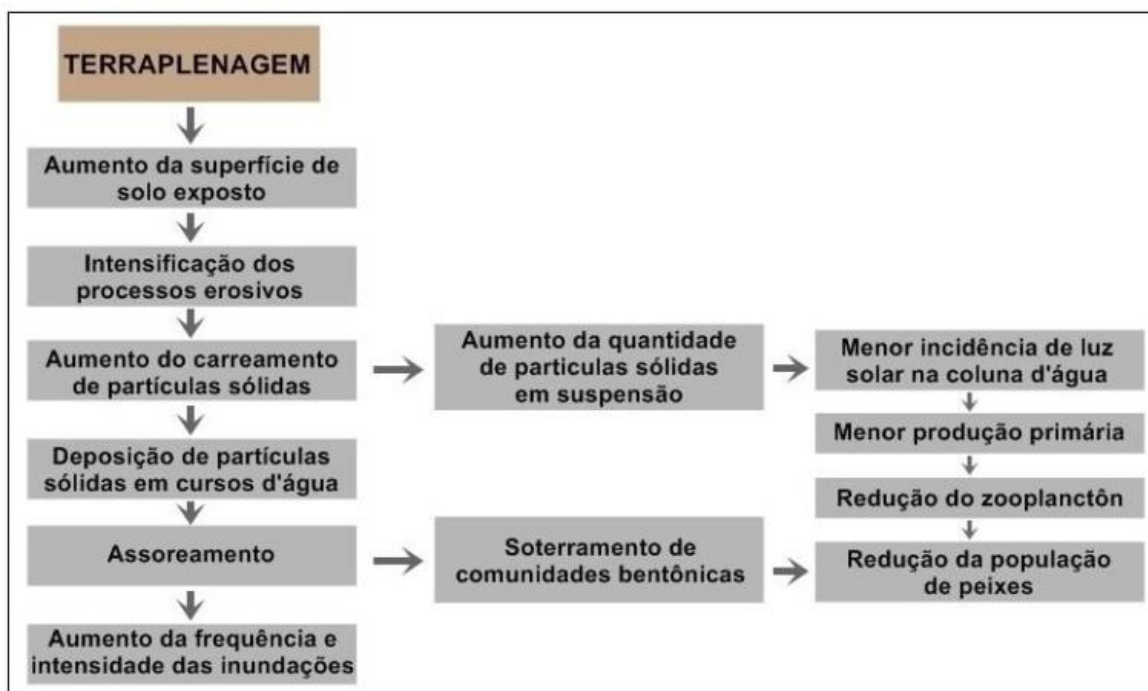 TERRAPLENAGEM
Aumento da superfície de
solo exposto
Intensificação dos
processos erosivos
Aumento do carreamento
de partículas sólidas
Aumento da quantidade
de particulas sólidas
em suspensão
Menor incidência de luz
solar na coluna d'água
Menor produção primária
Deposição de partículas
sólidas em cursos d'água
Redução do zooplanctôn
Assoreamento
Soterramento de
comunidades bentônicas
Redução da população
de peixes
Aumento da frequência e
intensidade das inundações